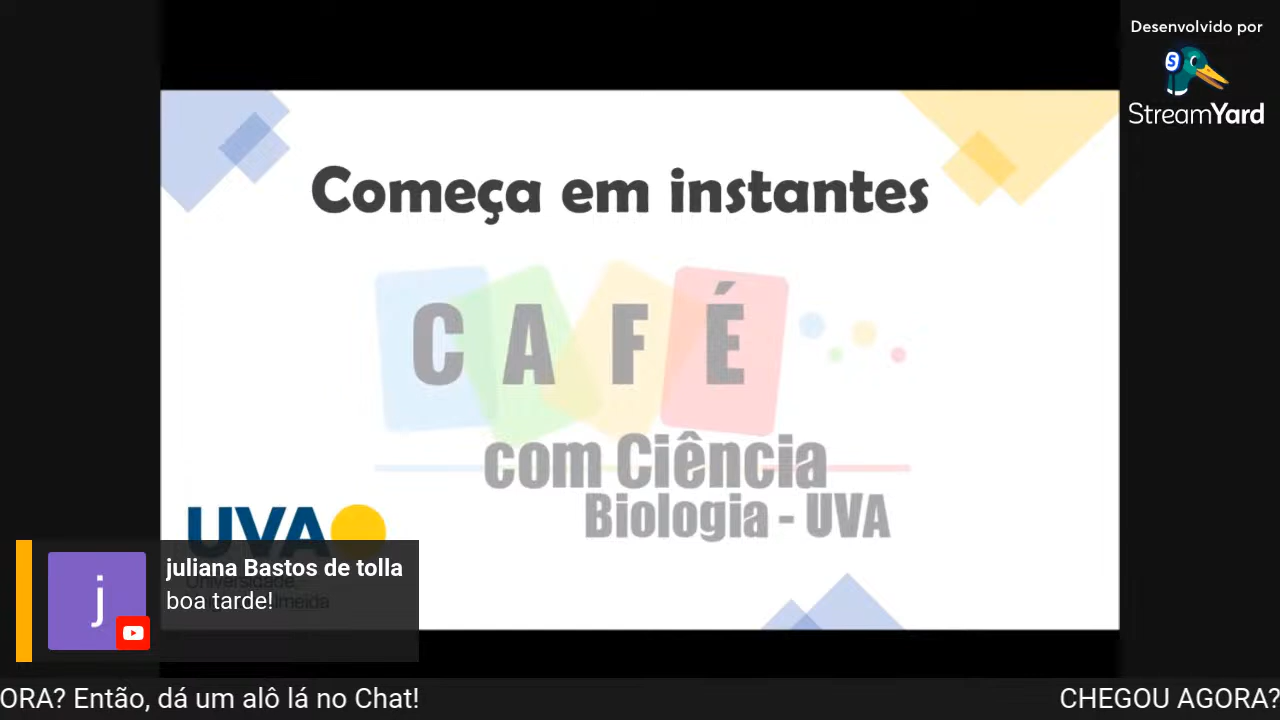 Desenvolvido por
StreamYard
Começa em instantes
CAFÉ
com Ciência
Biologia - UVA
UVA
juliana Bastos de tolla
boa tarde!
j
ORA? Então, dá um alô lá no Chat!
CHEGOU AGORA?